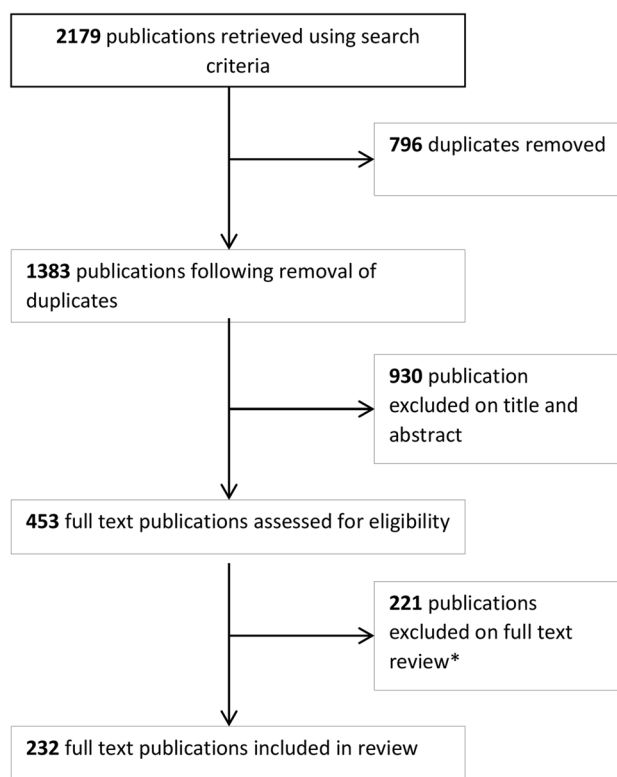 2179 publications retrieved using search
criteria
796 duplicates removed
1383 publications following removal of
duplicates
930 publication
excluded on title and
abstract
453 full text publications assessed for eligibility
221 publications
excluded on full text
review*
232 full text publications included in review